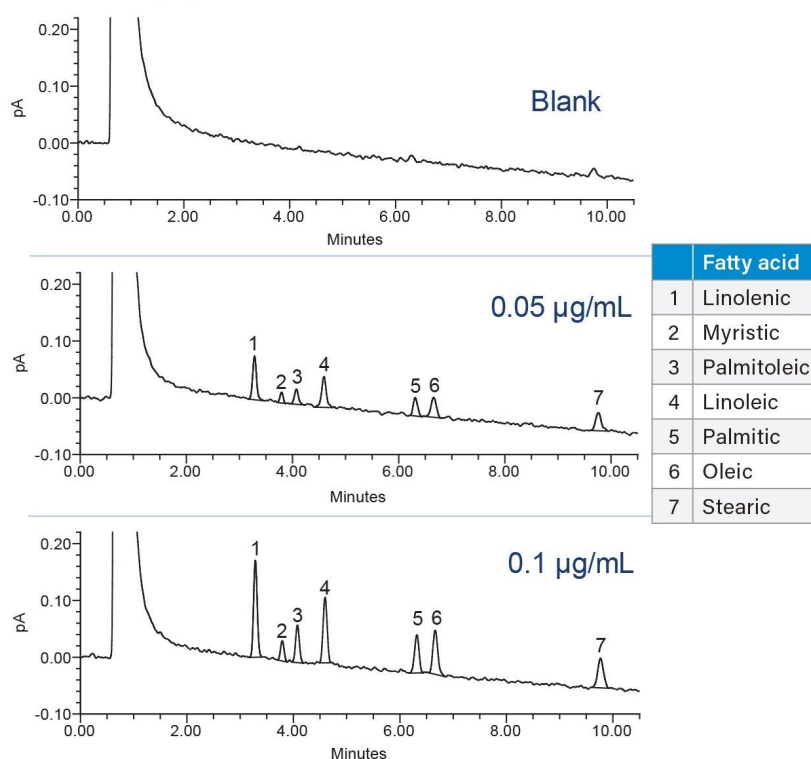 0.20
0.10
Blank
pA
0.00
-0.10
0.00 2.00 4.00 6.00 8.00 10.00
Minutes
0.20
0.05 µg/mL
0.10
1 2 3 4 5 6 7
pA
0.00
-0.10
0.00 2.00 4.00 6.00 8.00 10.00
Minutes
Fatty acid
1 Linolenic
2 Myristic
3 Palmitoleic
4 Linoleic
5 Palmitic
6 Oleic
7 Stearic
0.20
0.1 µg/mL
0.10
1 2 3 4 5 6 7
pA
0.00
-0.10
0.00 2.00 4.00 6.00 8.00 10.00
Minutes